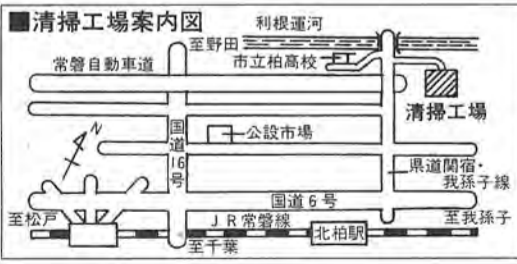 ■清掃工場案内図
利根運河
至野田
市立柏高校
常磐自動車道
清掃工場
国道16号
公設市場
N
県道関宿・
我孫子線
国道6号
至松戸
JR常磐線
至我孫子
北柏駅
至千葉